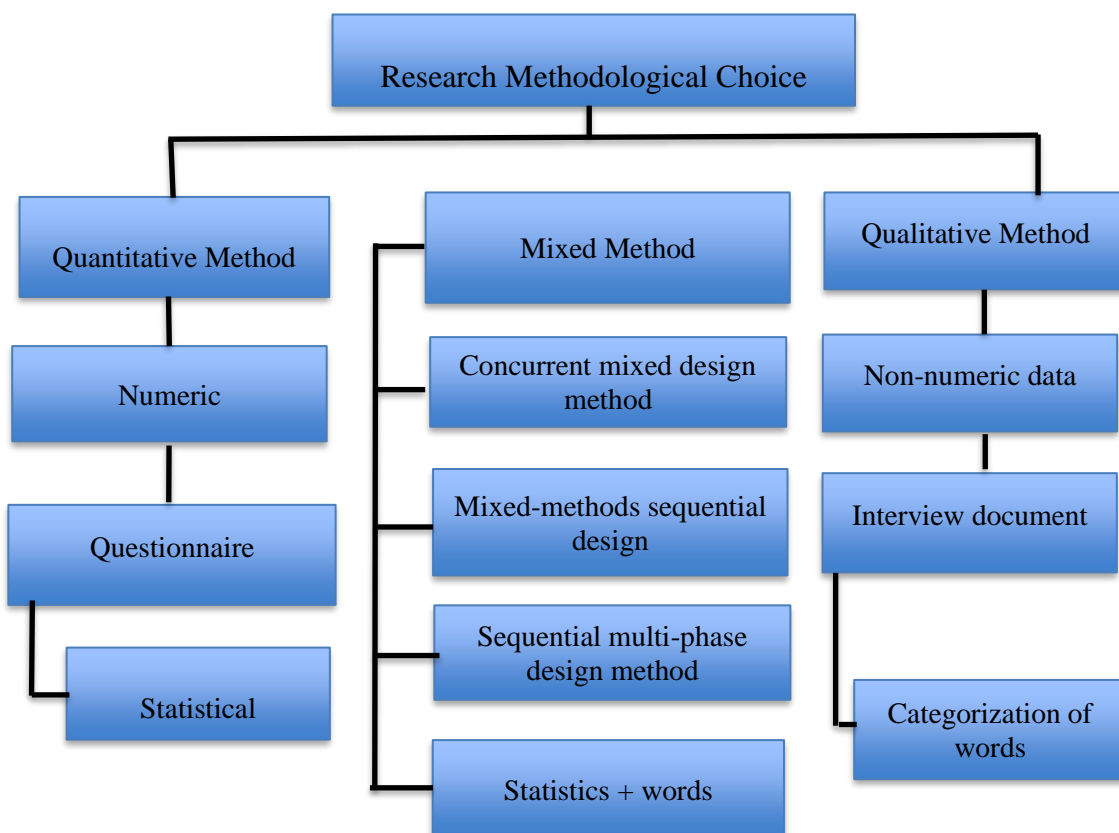 Research Methodological Choice
Quantitative Method
Numeric
Questionnaire
Statistical
Mixed Method
Concurrent mixed design
method
Mixed-methods sequential
design
Sequential multi-phase
design method
Statistics + words
Qualitative Method
Non-numeric data
Interview document
Categorization of
words